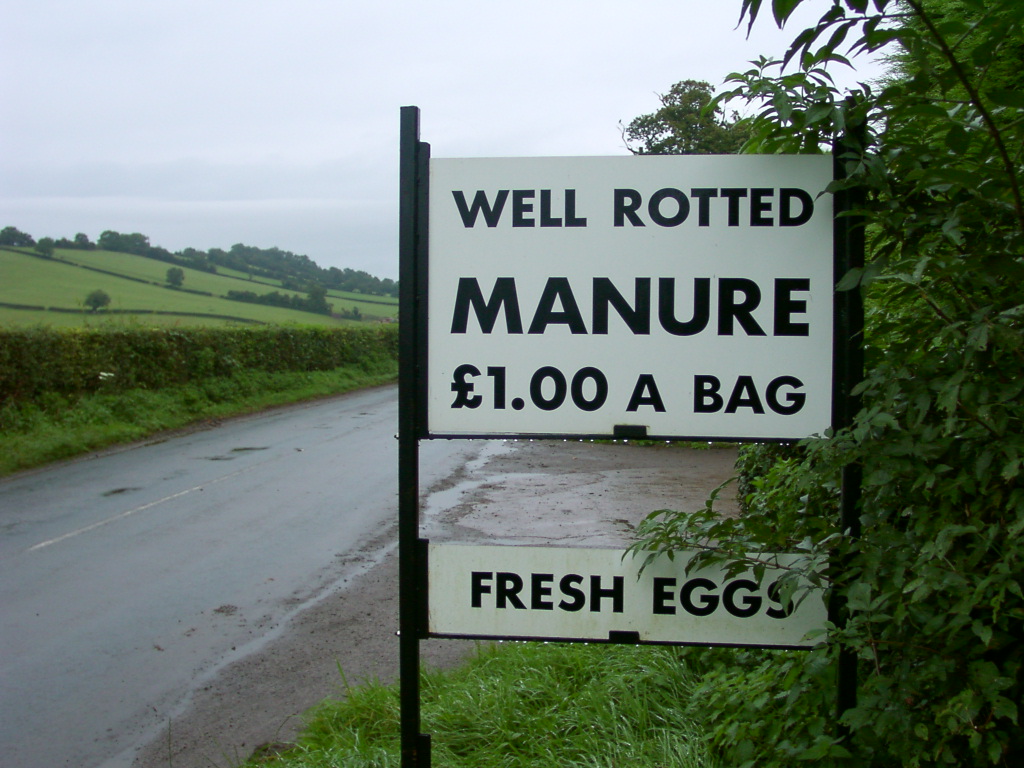 WELL ROTTED
MANURE
£1.00 A BAG
FRESH EGGS